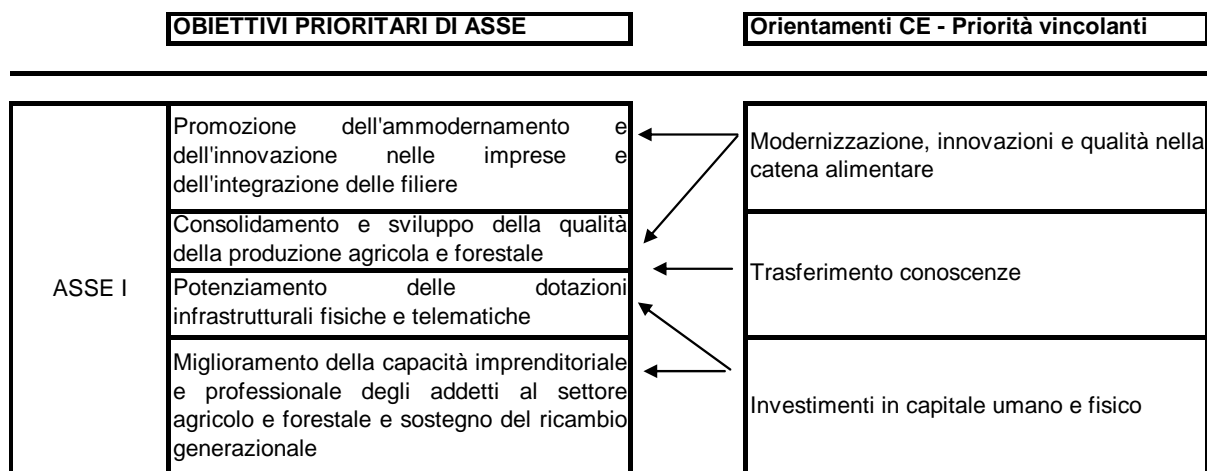 OBIETTIVI PRIORITARI DI ASSE
Orientamenti CE - Priorità vincolanti
ASSE I
Promozione dell'ammodernamento e
dell'innovazione nelle imprese e
dell'integrazione delle filiere
Consolidamento e sviluppo della qualità
della produzione agricola e forestale
Potenziamento delle dotazioni
infrastrutturali fisiche e telematiche
Miglioramento della capacità imprenditoriale
e professionale degli addetti al settore
agricolo e forestale e sostegno del ricambio
generazionale
Modernizzazione, innovazioni e qualità nella
catena alimentare
Trasferimento conoscenze
Investimenti in capitale umano e fisico